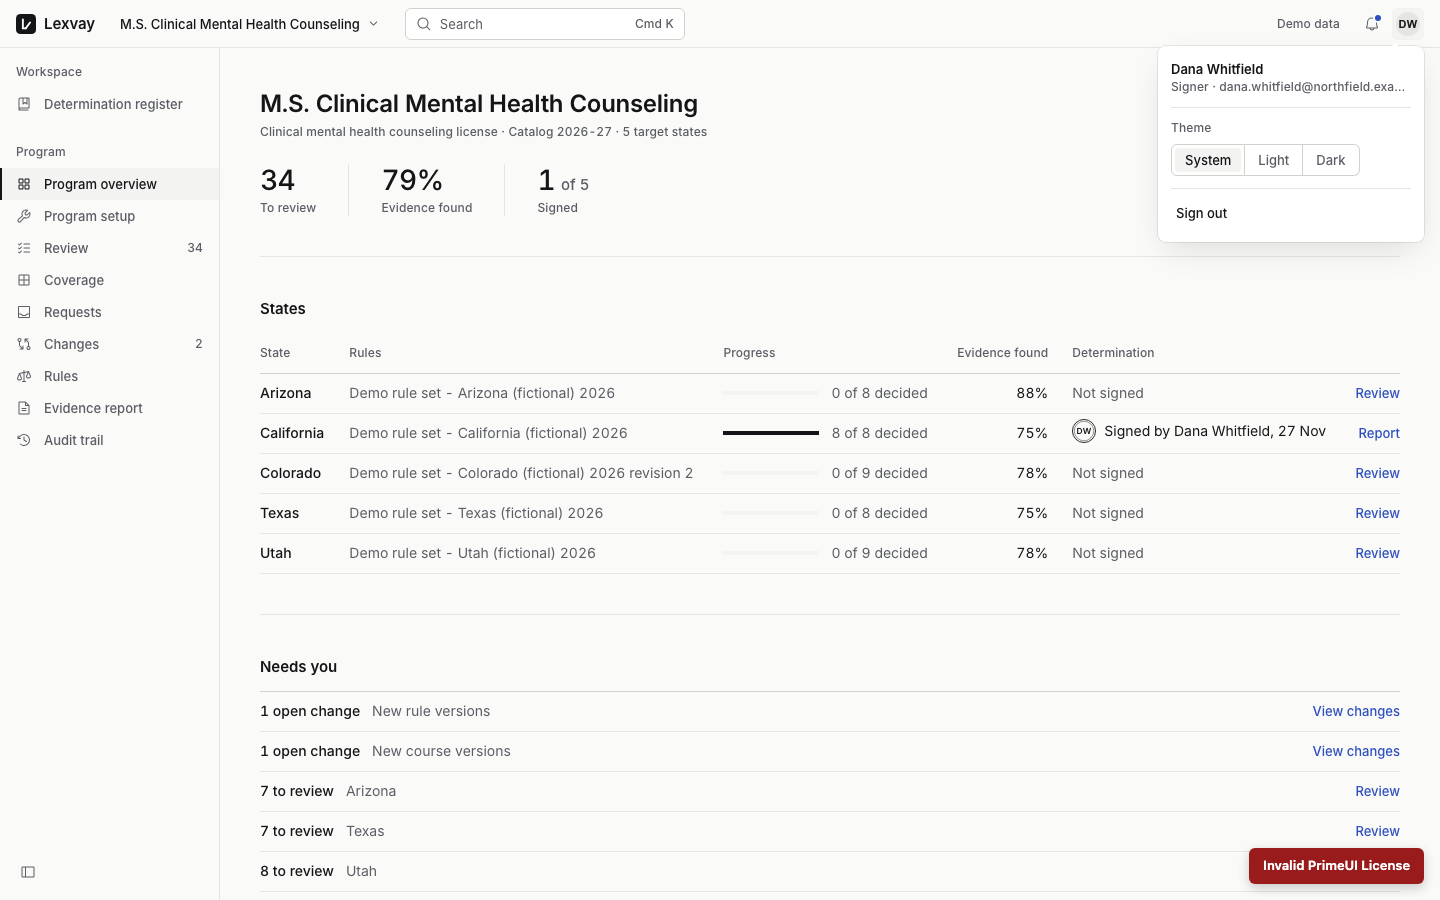 Lexvay
M.S. Clinical Mental Health Counseling
Search
Cmd K
Demo data
DW
Dana Whitfield
Signer · dana.whitfield@northfield.exa...
Theme
System
Light
Dark
Sign out
Workspace
Determination register
Program
Program overview
Program setup
Review 34
Coverage
Requests
Changes 2
Rules
Evidence report
Audit trail
M.S. Clinical Mental Health Counseling
Clinical mental health counseling license · Catalog 2026-27 · 5 target states
34
To review
79%
Evidence found
1 of 5
Signed
States
State Rules Progress Evidence found Determination
Arizona Demo rule set - Arizona (fictional) 2026 0 of 8 decided 88% Not signed Review
California Demo rule set - California (fictional) 2026 8 of 8 decided 75% DW Signed by Dana Whitfield, 27 Nov Report
Colorado Demo rule set - Colorado (fictional) 2026 revision 2 0 of 9 decided 78% Not signed Review
Texas Demo rule set - Texas (fictional) 2026 0 of 8 decided 75% Not signed Review
Utah Demo rule set - Utah (fictional) 2026 0 of 9 decided 78% Not signed Review
Needs you
1 open change New rule versions View changes
1 open change New course versions View changes
7 to review Arizona Review
7 to review Texas Review
8 to review Utah
Invalid PrimeUI License